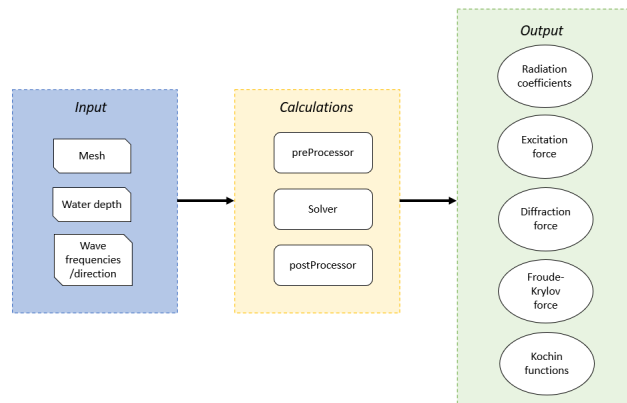 Input
Mesh
Water depth
Wave
frequencies
/direction
Calculations
preProcessor
Solver
postProcessor
Output
Radiation
coefficients
Excitation
force
Diffraction
force
Froude-
Krylov
force
Kochin
functions